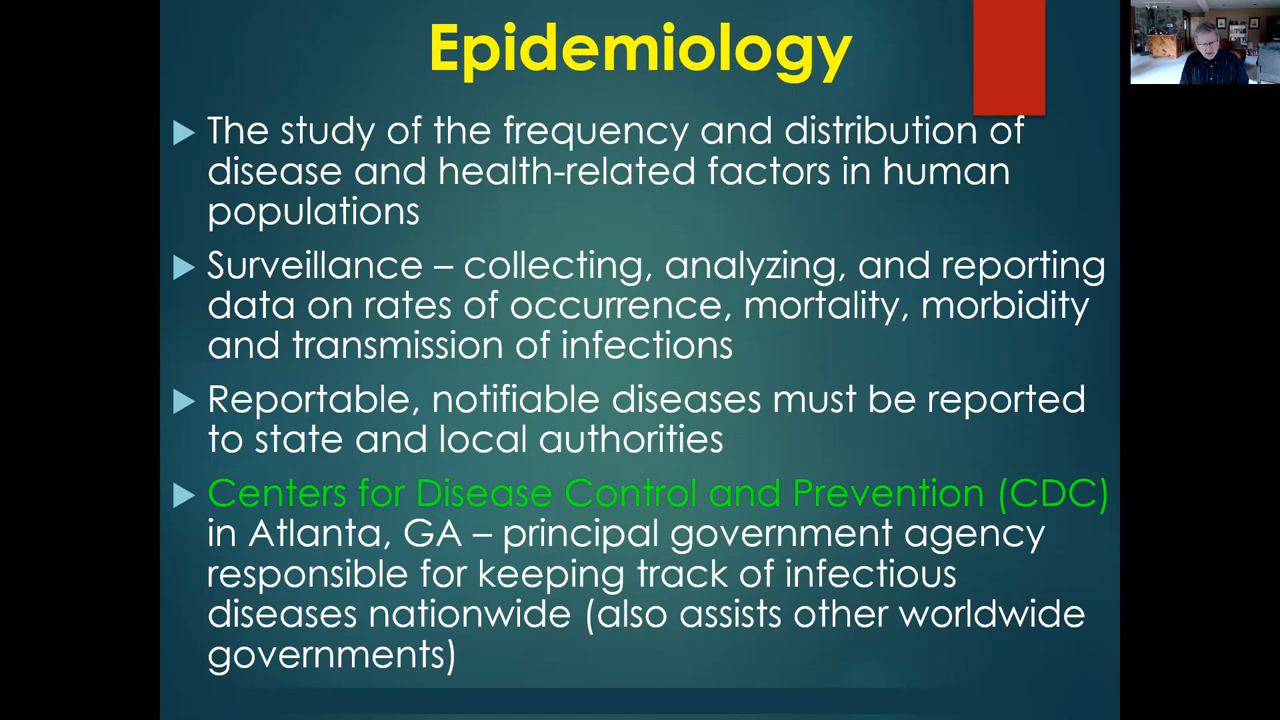 Epidemiology
The study of the frequency and distribution of
disease and health-related factors in human
populations
Surveillance – collecting, analyzing, and reporting
data on rates of occurrence, mortality, morbidity
and transmission of infections
Reportable, notifiable diseases must be reported
to state and local authorities
Centers for Disease Control and Prevention (CDC)
in Atlanta, GA – principal government agency
responsible for keeping track of infectious
diseases nationwide (also assists other worldwide
governments)